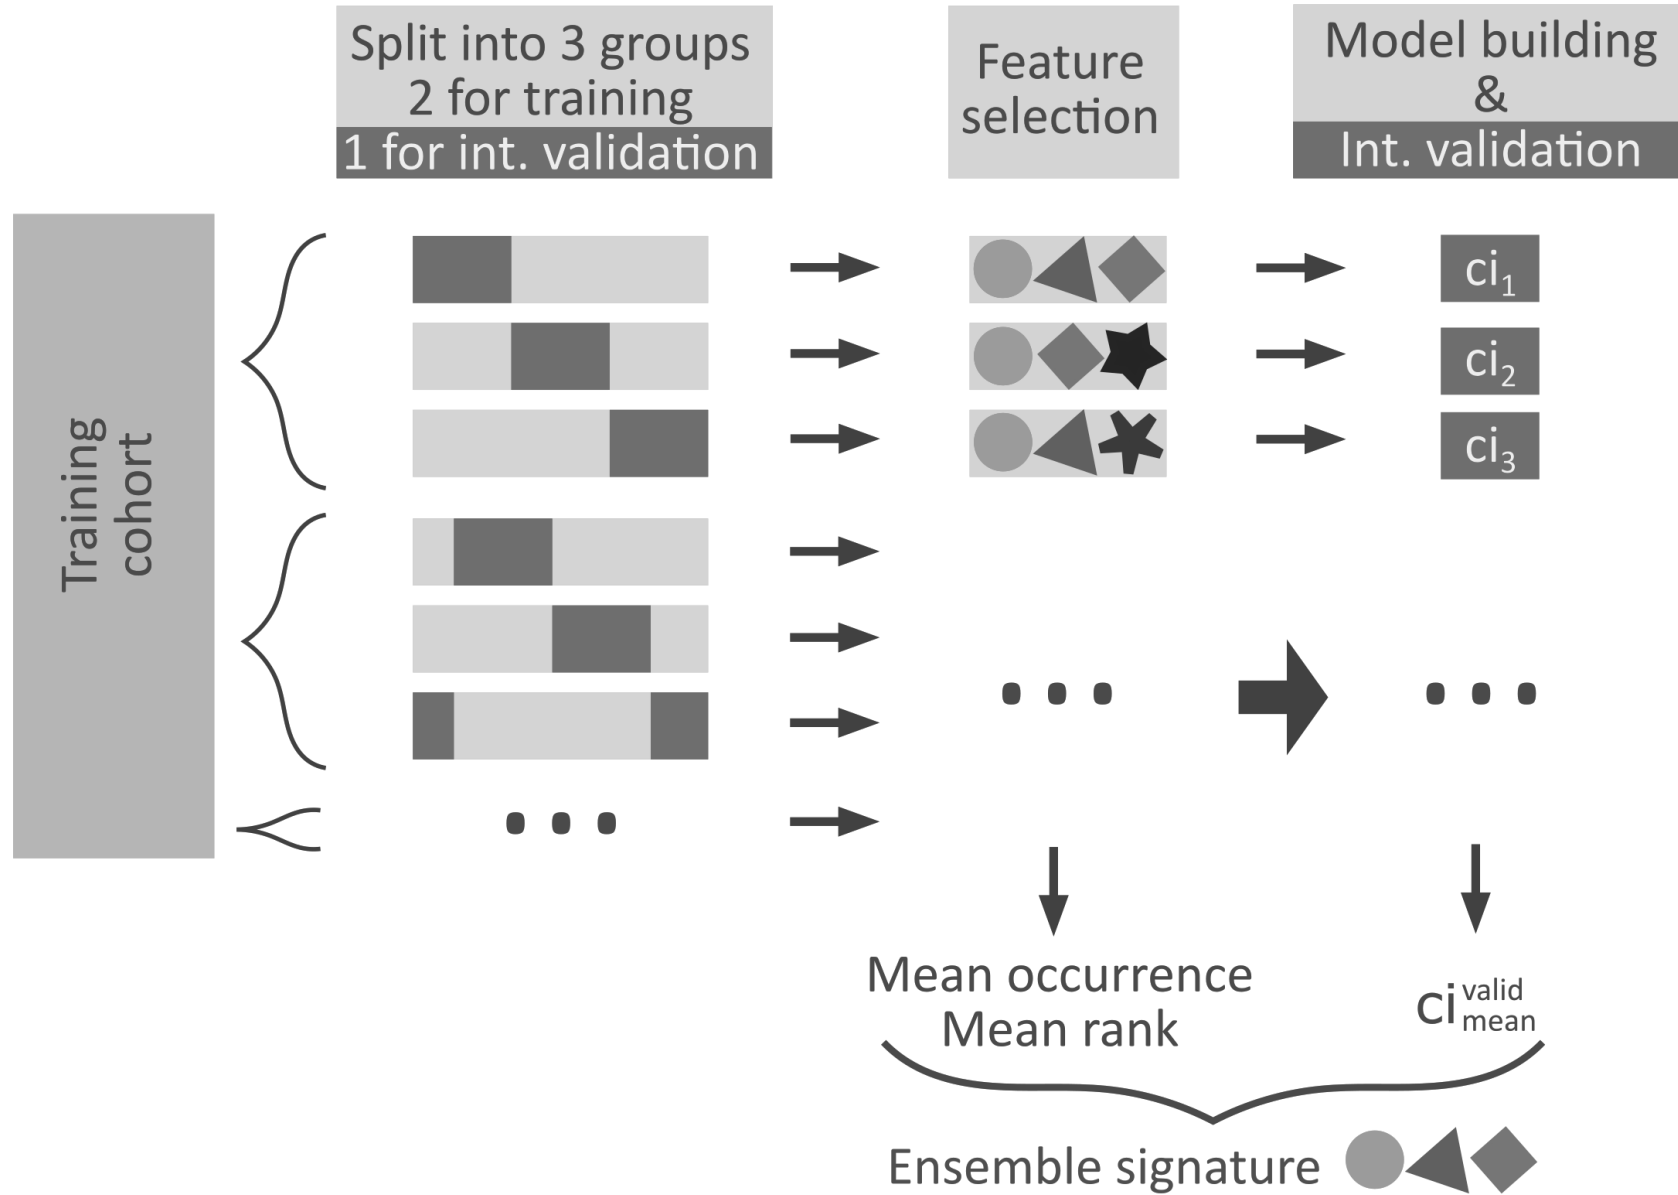 Split into 3 groups
2 for training
1 for int. validation
Feature
selection
Model building
&
Int. validation
Training
cohort
ci1
ci2
ci3
Mean occurrence
Mean rank
ci valid mean
Ensemble signature